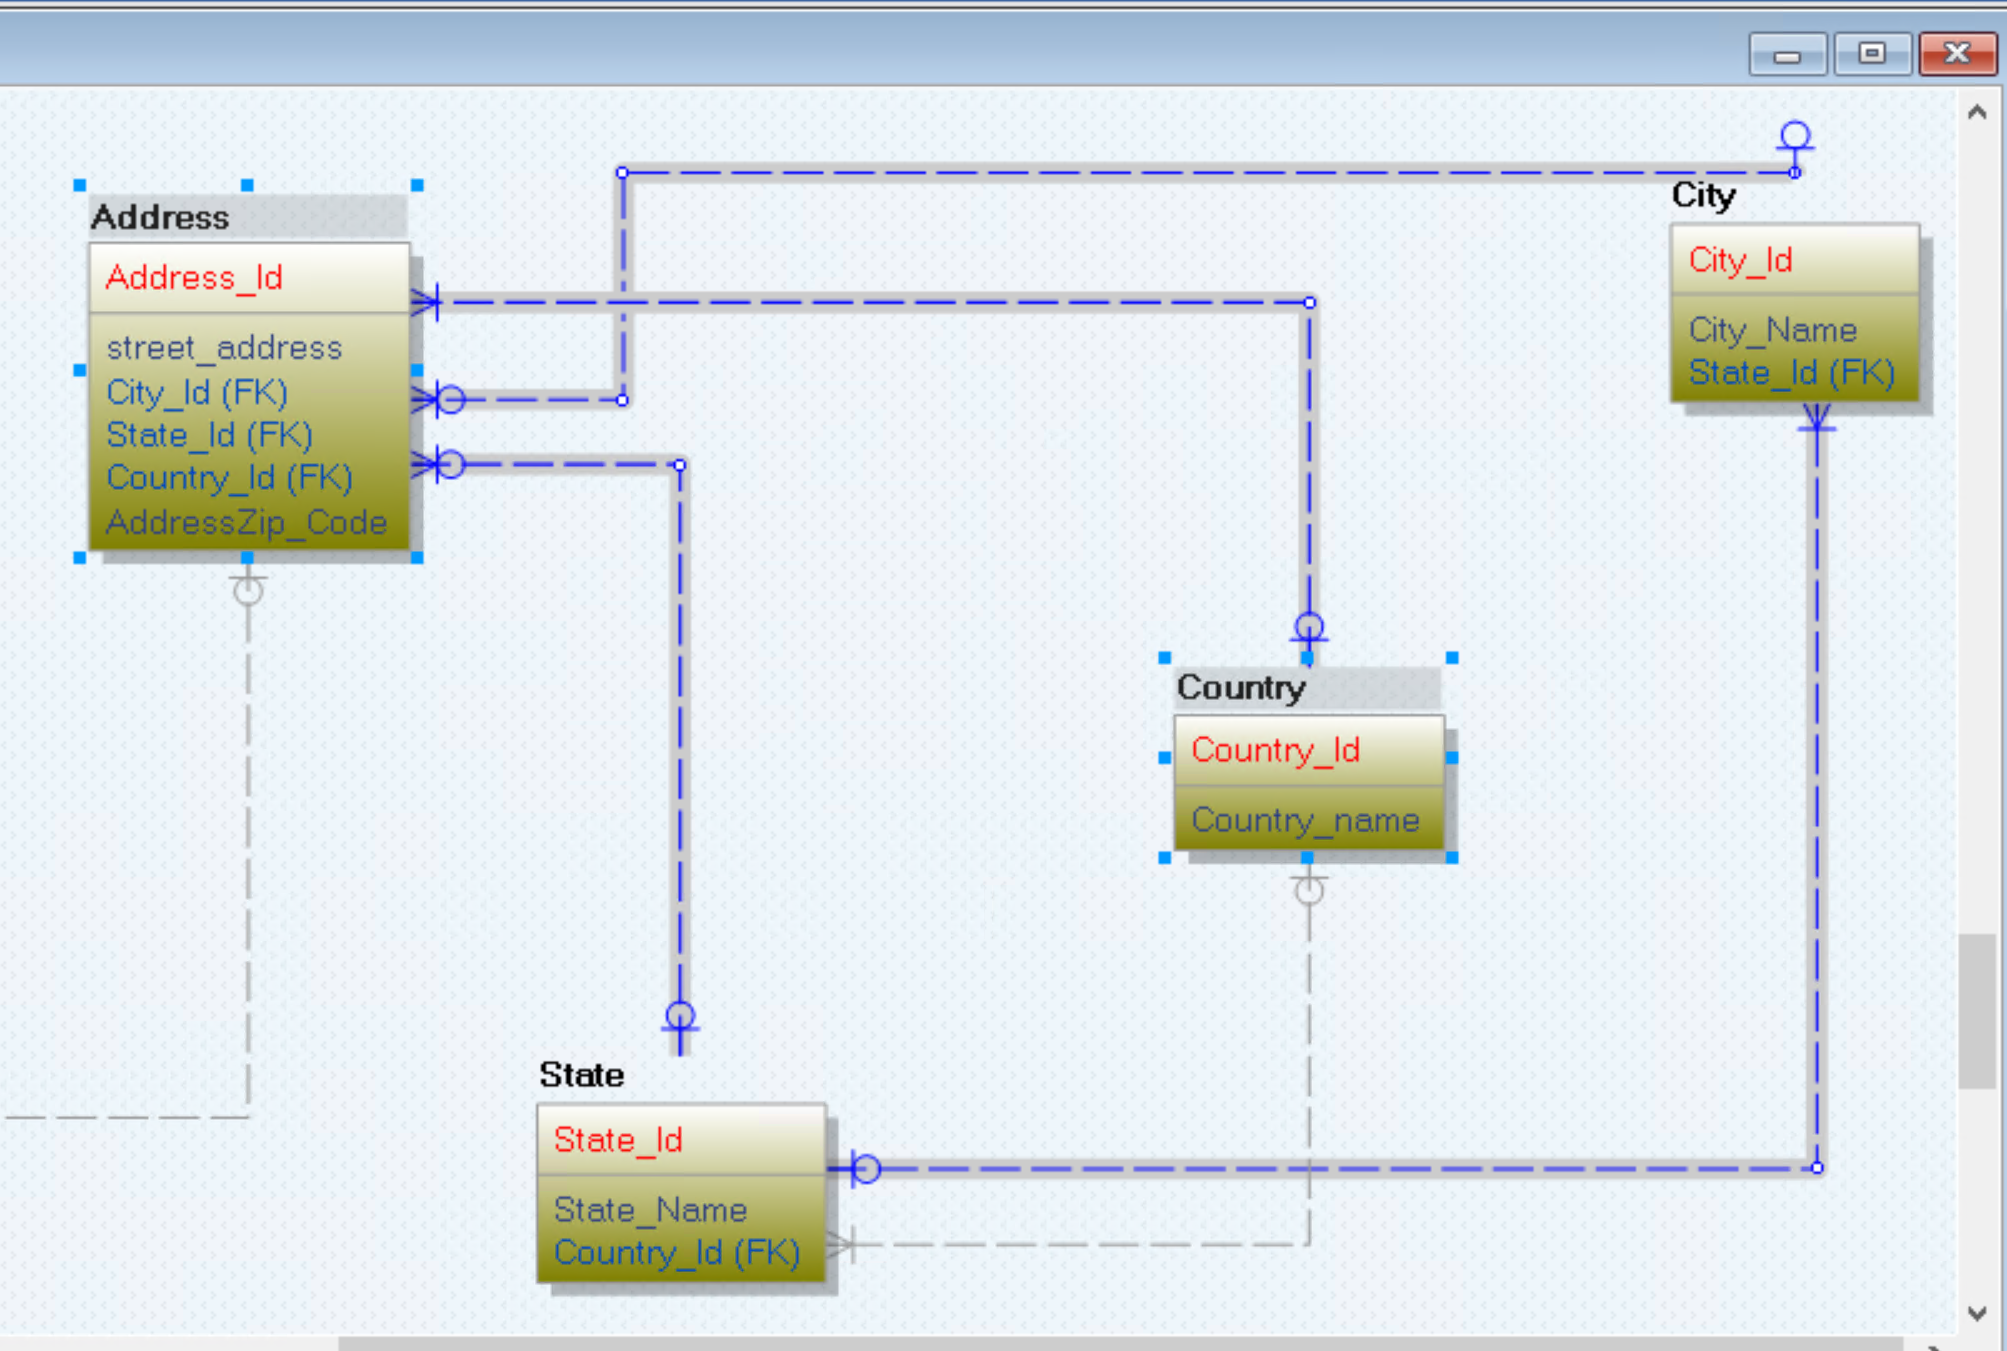 Address
Address_Id
street_address
City_Id (FK)
State_Id (FK)
Country_Id (FK)
AddressZip_Code
City
City_Id
City_Name
State_Id (FK)
Country
Country_Id
Country_name
State
State_Id
State_Name
Country_Id (FK)